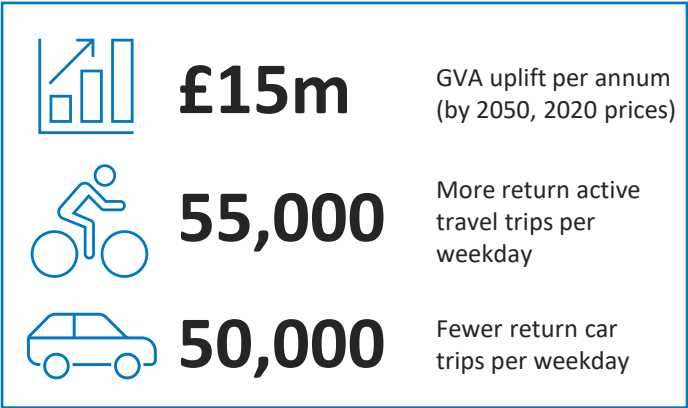 £15m
GVA uplift per annum
(by 2050, 2020 prices)
55,000
More return active
travel trips per
weekday
50,000
Fewer return car
trips per weekday